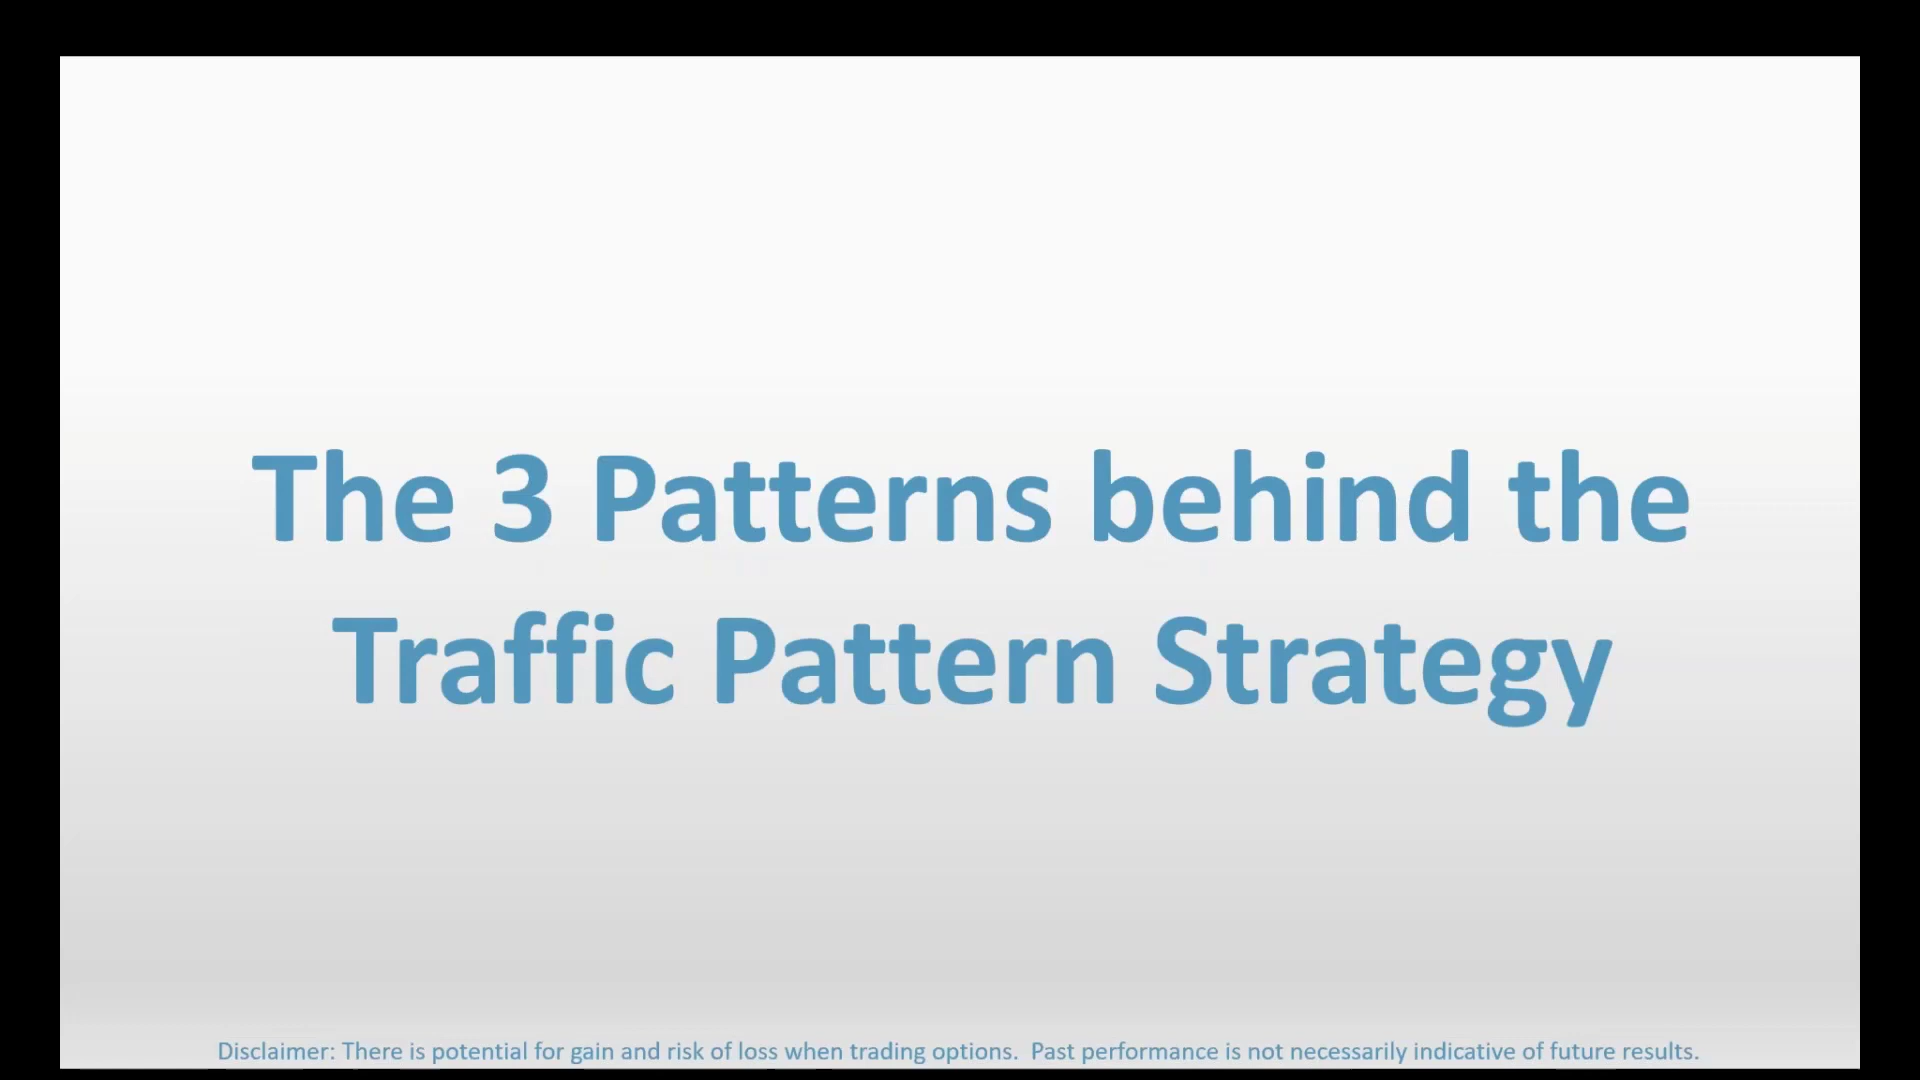 The 3 Patterns behind the
Traffic Pattern Strategy
Disclaimer: There is potential for gain and risk of loss when trading options.  Past performance is not necessarily indicative of future results.